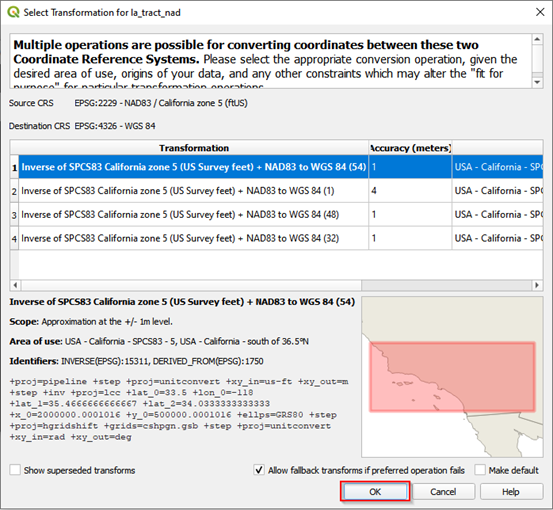 Select Transformation for la_tract_nad
Multiple operations are possible for converting coordinates between these two
Coordinate Reference Systems. Please select the appropriate conversion operation, given the
desired area of use, origins of your data, and any other constraints which may alter the "fit for
purpose" for particular transformation operations.
Source CRS EPSG:2229 - NAD83 / California zone 5 (ftUS)
Destination CRS EPSG:4326 - WGS 84
Transformation Accuracy (meters)
1 Inverse of SPCS83 California zone 5 (US Survey feet) + NAD83 to WGS 84 (54) 1 USA - California - SPC
2 Inverse of SPCS83 California zone 5 (US Survey feet) + NAD83 to WGS 84 (1) 4 USA - California - SPC
3 Inverse of SPCS83 California zone 5 (US Survey feet) + NAD83 to WGS 84 (48) 1 USA - California - SPC
4 Inverse of SPCS83 California zone 5 (US Survey feet) + NAD83 to WGS 84 (32) 1 USA - California - SPC
Inverse of SPCS83 California zone 5 (US Survey feet) + NAD83 to WGS 84 (54)
Scope: Approximation at the +/- 1m level.
Area of use: USA - California - SPCS83 - 5, USA - California - south of 36.5°N
Identifiers: INVERSE(EPSG):15311, DERIVED_FROM(EPSG):1750
+proj=pipeline +step +proj=unitconvert +xy_in=us-ft +xy_out=m
+step +inv +proj=lcc +lat_0=33.5 +lon_0=-118
+lat_1=35.4666666666667 +lat_2=34.0333333333333
+x_0=2000000.0001016 +y_0=500000.0001016 +ellps=GRS80 +step
+proj=hgridshift +grids=cshpgn.gsb +step +proj=unitconvert
+xy_in=rad +xy_out=deg
Show superseded transforms
Allow fallback transforms if preferred operation fails
Make default
OK
Cancel
Help